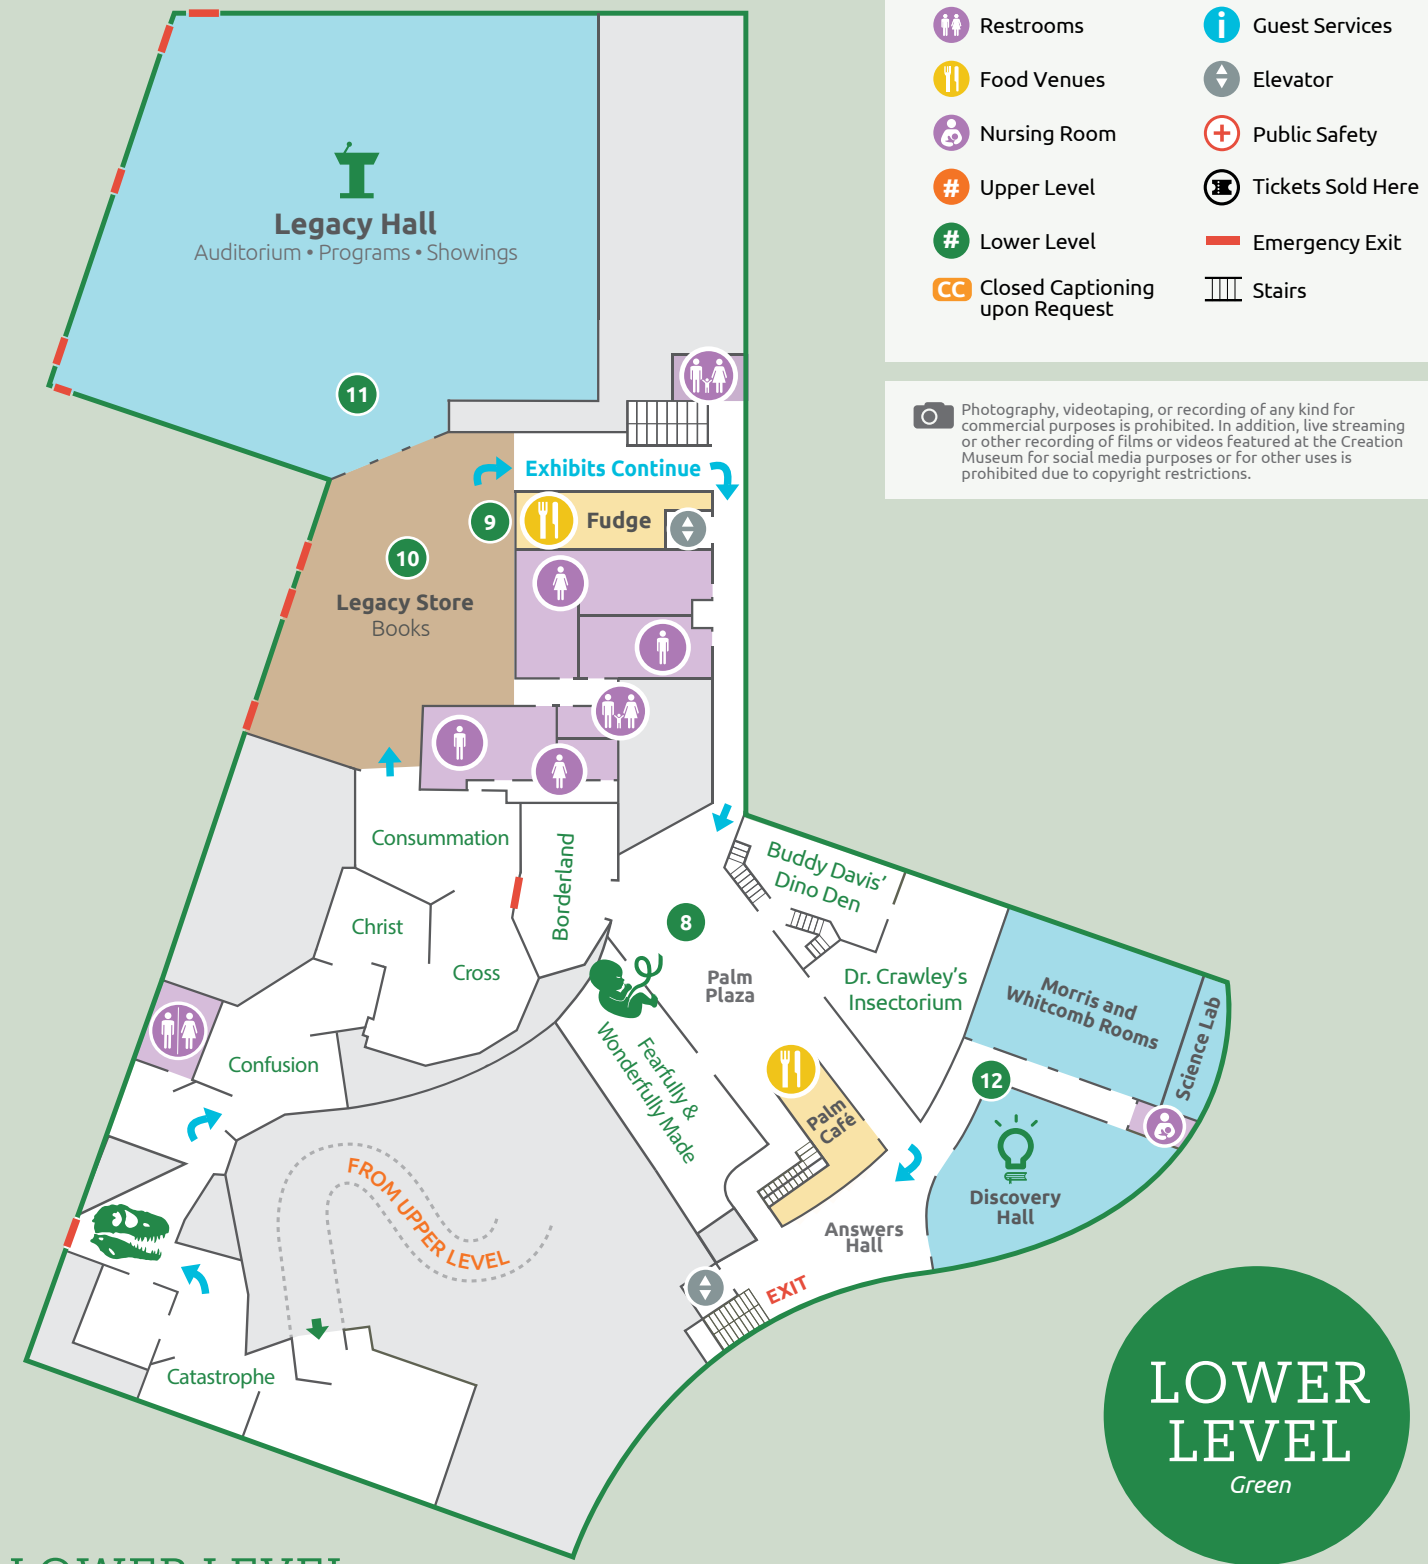 Restrooms
Guest Services
Food Venues
Elevator
Nursing Room
Public Safety
# Upper Level
Tickets Sold Here
# Lower Level
Emergency Exit
CC Closed Captioning
upon Request
Stairs
Photography, videotaping, or recording of any kind for
commercial purposes is prohibited. In addition, live streaming
or other recording of films or videos featured at the Creation
Museum for social media purposes or for other uses is
prohibited due to copyright restrictions.
Legacy Hall
Auditorium • Programs • Showings
11
Exhibits Continue
9
Fudge
10
Legacy Store
Books
Consummation
Borderland
Buddy Davis’
Dino Den
8
Christ
Cross
Palm
Plaza
Dr. Crawley’s
Insectorium
Morris and
Whitcomb Rooms
Science Lab
Confusion
Fearfully &
Wonderfully Made
12
Palm
Café
FROM UPPER LEVEL
Discovery
Hall
Answers
Hall
EXIT
Catastrophe
LOWER
LEVEL
Green
LOWER LEVEL